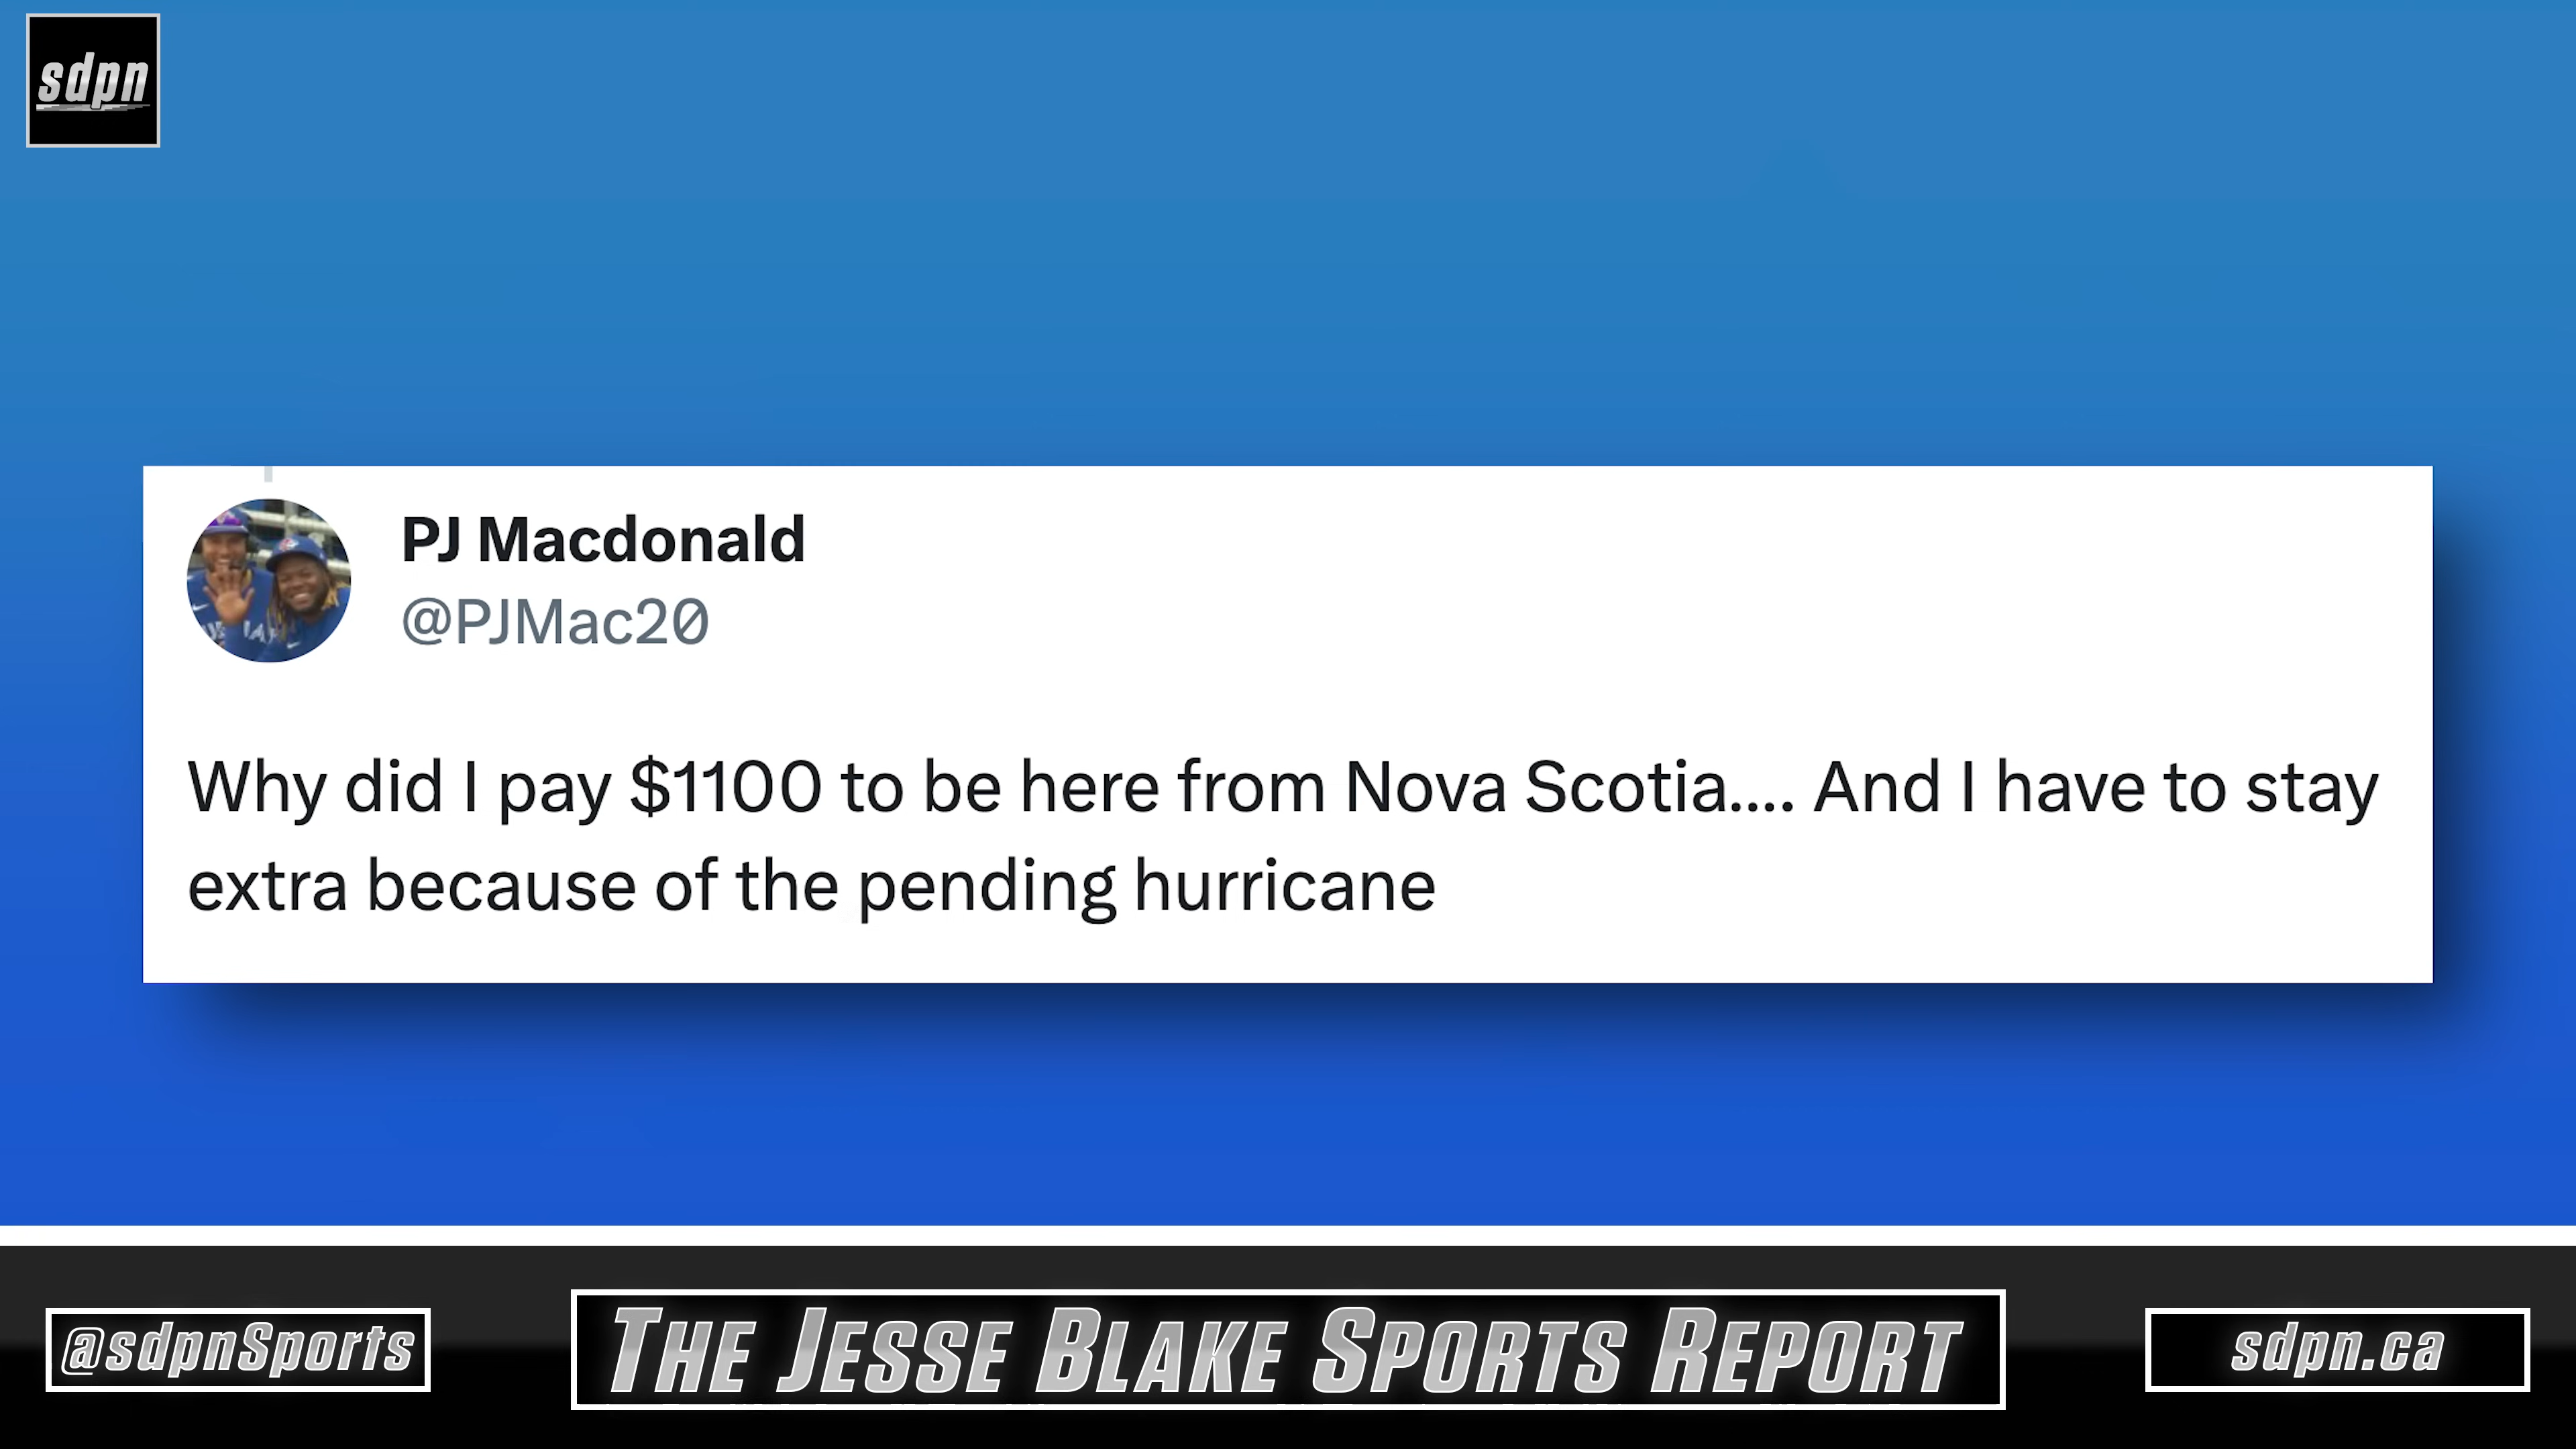 sdpn
PJ Macdonald
@PJMac20
Why did I pay $1100 to be here from Nova Scotia.... And I have to stay
extra because of the pending hurricane
@sdpnSports
THE JESSE BLAKE SPORTS REPORT
sdpn.ca